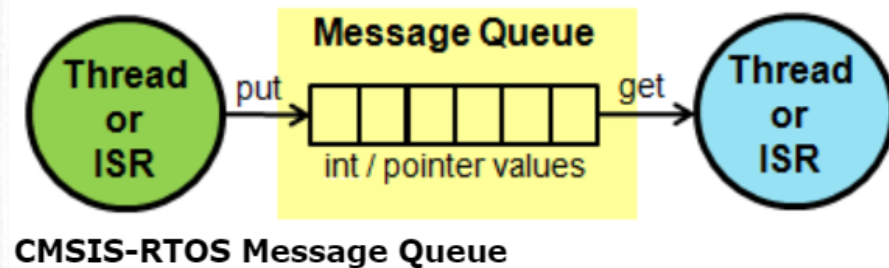 Message Queue
Thread
or
ISR
put
get
Thread
or
ISR
int / pointer values
CMSIS-RTOS Message Queue